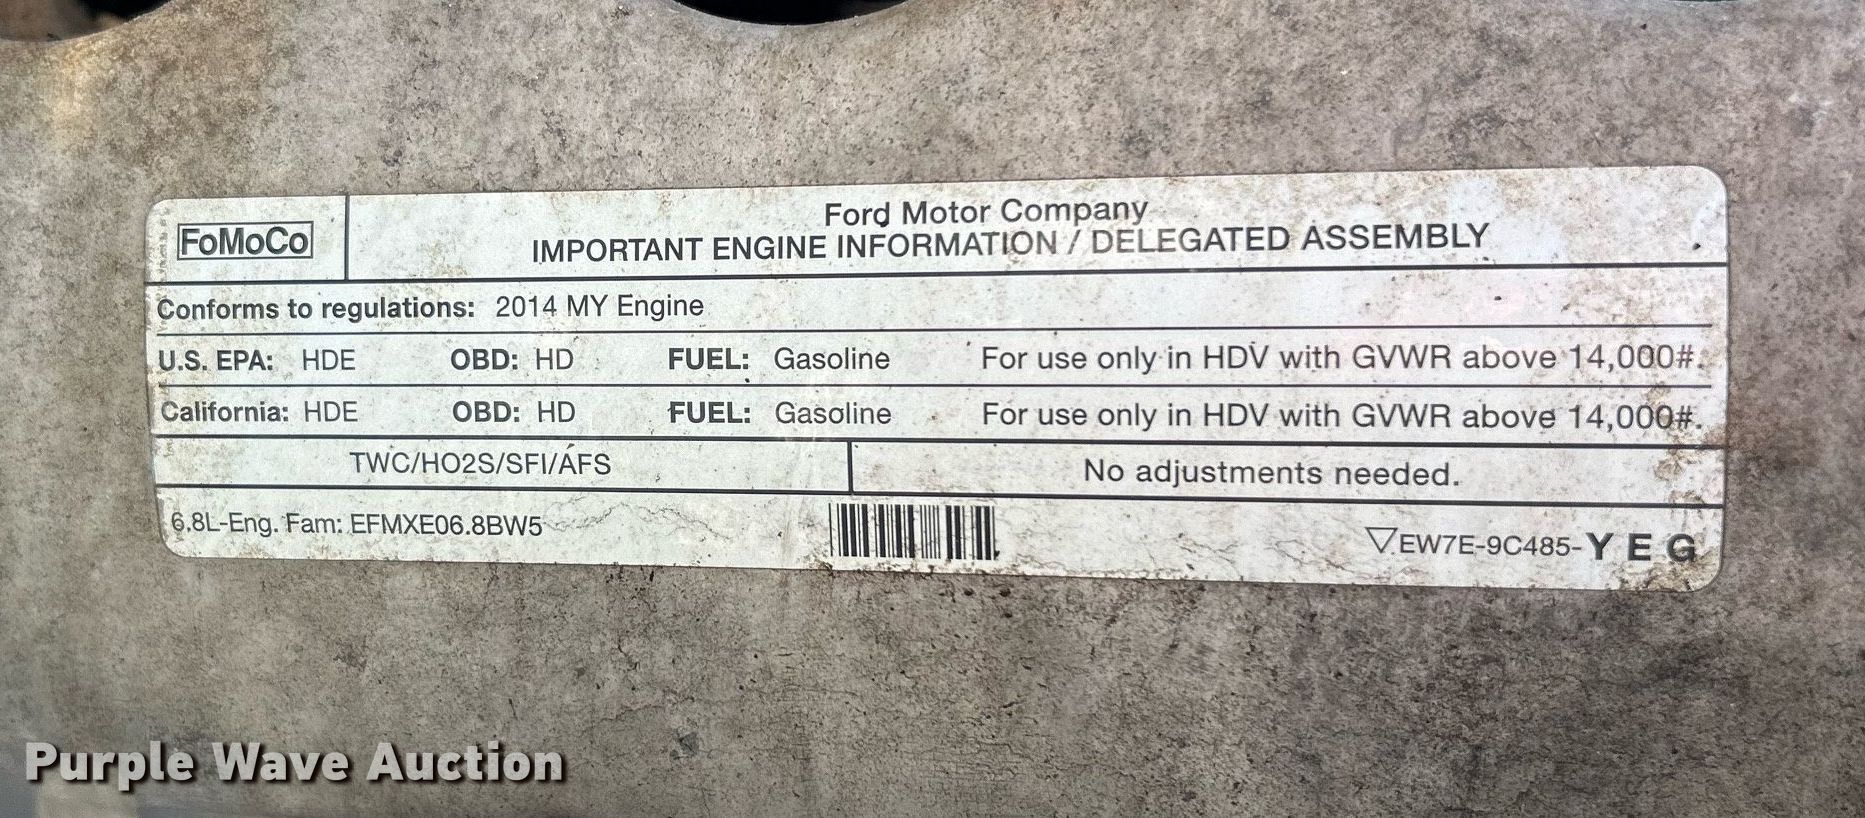 FoMoCo
Ford Motor Company
IMPORTANT ENGINE INFORMATION / DELEGATED ASSEMBLY
Conforms to regulations: 2014 MY Engine
U.S. EPA: HDE OBD: HD FUEL: Gasoline For use only in HDV with GVWR above 14,000#.
California: HDE OBD: HD FUEL: Gasoline For use only in HDV with GVWR above 14,000#.
TWC/HO2S/SFI/AFS No adjustments needed.
6.8L-Eng. Fam: EFMXE06.8BW5 ▽EW7E-9C485-YEG
Purple Wave Auction